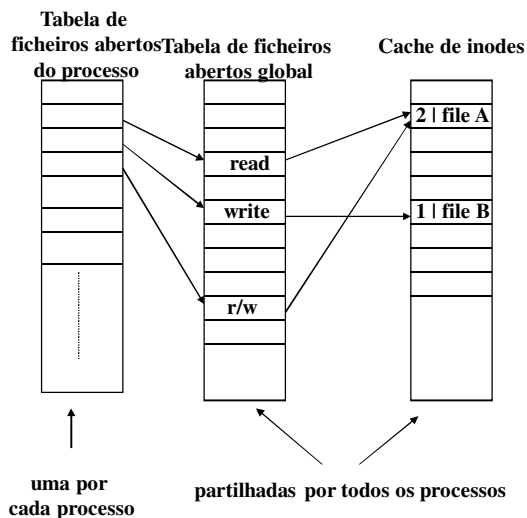 Tabela de
ficheiros abertos
do processo
Tabela de ficheiros
abertos global
Cache de inodes
2 | file A
read
write
1 | file B
r/w
uma por
cada processo
partilhadas por todos os processos